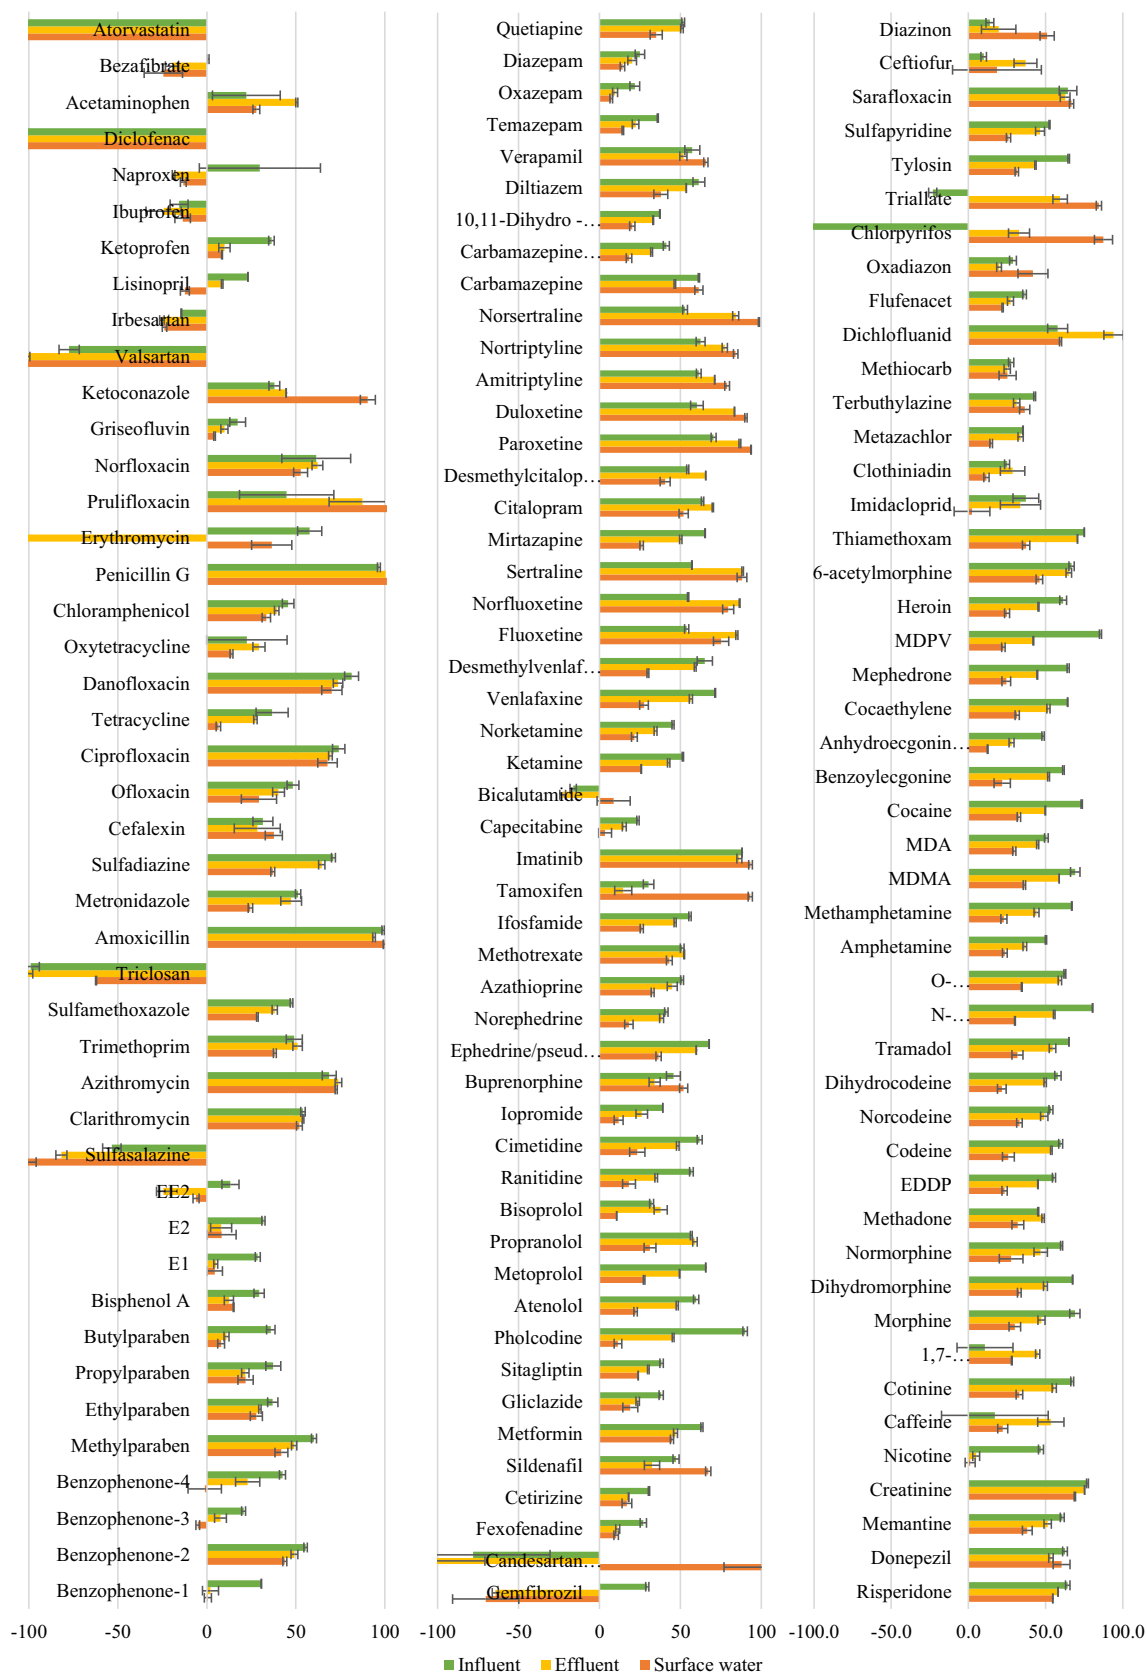 Atorvastatin
Bezafibrate
Acetaminophen
Diclofenac
Naproxen
Ibuprofen
Ketoprofen
Lisinopril
Irbesartan
Valsartan
Ketoconazole
Griseofluvin
Norfloxacin
Prulifloxacin
Erythromycin
Penicillin G
Chloramphenicol
Oxytetracycline
Danofloxacin
Tetracycline
Ciprofloxacin
Ofloxacin
Cefalexin
Sulfadiazine
Metronidazole
Amoxicillin
Triclosan
Sulfamethoxazole
Trimethoprim
Azithromycin
Clarithromycin
Sulfasalazine
EE2
E2
E1
Bisphenol A
Butylparaben
Propylparaben
Ethylparaben
Methylparaben
Benzophenone-4
Benzophenone-3
Benzophenone-2
Benzophenone-1
-100 -50 0 50 100
Quetiapine
Diazepam
Oxazepam
Temazepam
Verapamil
Diltiazem
10,11-Dihydro -…
Carbamazepine…
Carbamazepine
Norsertraline
Nortriptyline
Amitriptyline
Duloxetine
Paroxetine
Desmethylcitalop…
Citalopram
Mirtazapine
Sertraline
Norfluoxetine
Fluoxetine
Desmethylvenlaf…
Venlafaxine
Norketamine
Ketamine
Bicalutamide
Capecitabine
Imatinib
Tamoxifen
Ifosfamide
Methotrexate
Azathioprine
Norephedrine
Ephedrine/pseud…
Buprenorphine
Iopromide
Cimetidine
Ranitidine
Bisoprolol
Propranolol
Metoprolol
Atenolol
Pholcodine
Sitagliptin
Gliclazide
Metformin
Sildenafil
Cetirizine
Fexofenadine
Candesartan…
Gemfibrozil
-100 -50 0 50 100
Diazinon
Ceftiofur
Sarafloxacin
Sulfapyridine
Tylosin
Triallate
Chlorpyrifos
Oxadiazon
Flufenacet
Dichlofluanid
Methiocarb
Terbuthylazine
Metazachlor
Clothiniadin
Imidacloprid
Thiamethoxam
6-acetylmorphine
Heroin
MDPV
Mephedrone
Cocaethylene
Anhydroecgonin…
Benzoylecgonine
Cocaine
MDA
MDMA
Methamphetamine
Amphetamine
O-…
N-…
Tramadol
Dihydrocodeine
Norcodeine
Codeine
EDDP
Methadone
Normorphine
Dihydromorphine
Morphine
1,7-…
Cotinine
Caffeine
Nicotine
Creatinine
Memantine
Donepezil
Risperidone
-100.0 -50.0 0.0 50.0 100.0
Influent Effluent Surface water